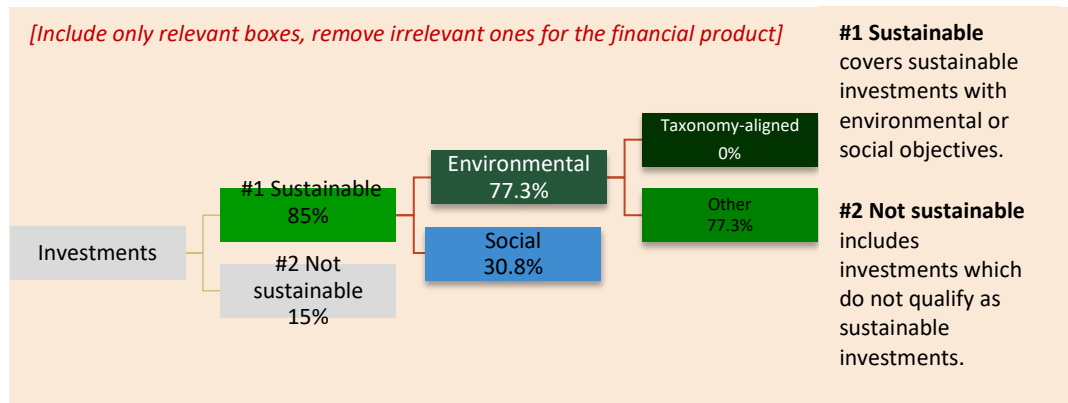 [Include only relevant boxes, remove irrelevant ones for the financial product]
Investments
#1 Sustainable
85%
#2 Not
sustainable
15%
Environmental
77.3%
Social
30.8%
Taxonomy-aligned
0%
Other
77.3%
#1 Sustainable
covers sustainable
investments with
environmental or
social objectives.
#2 Not sustainable
includes
investments which
do not qualify as
sustainable
investments.